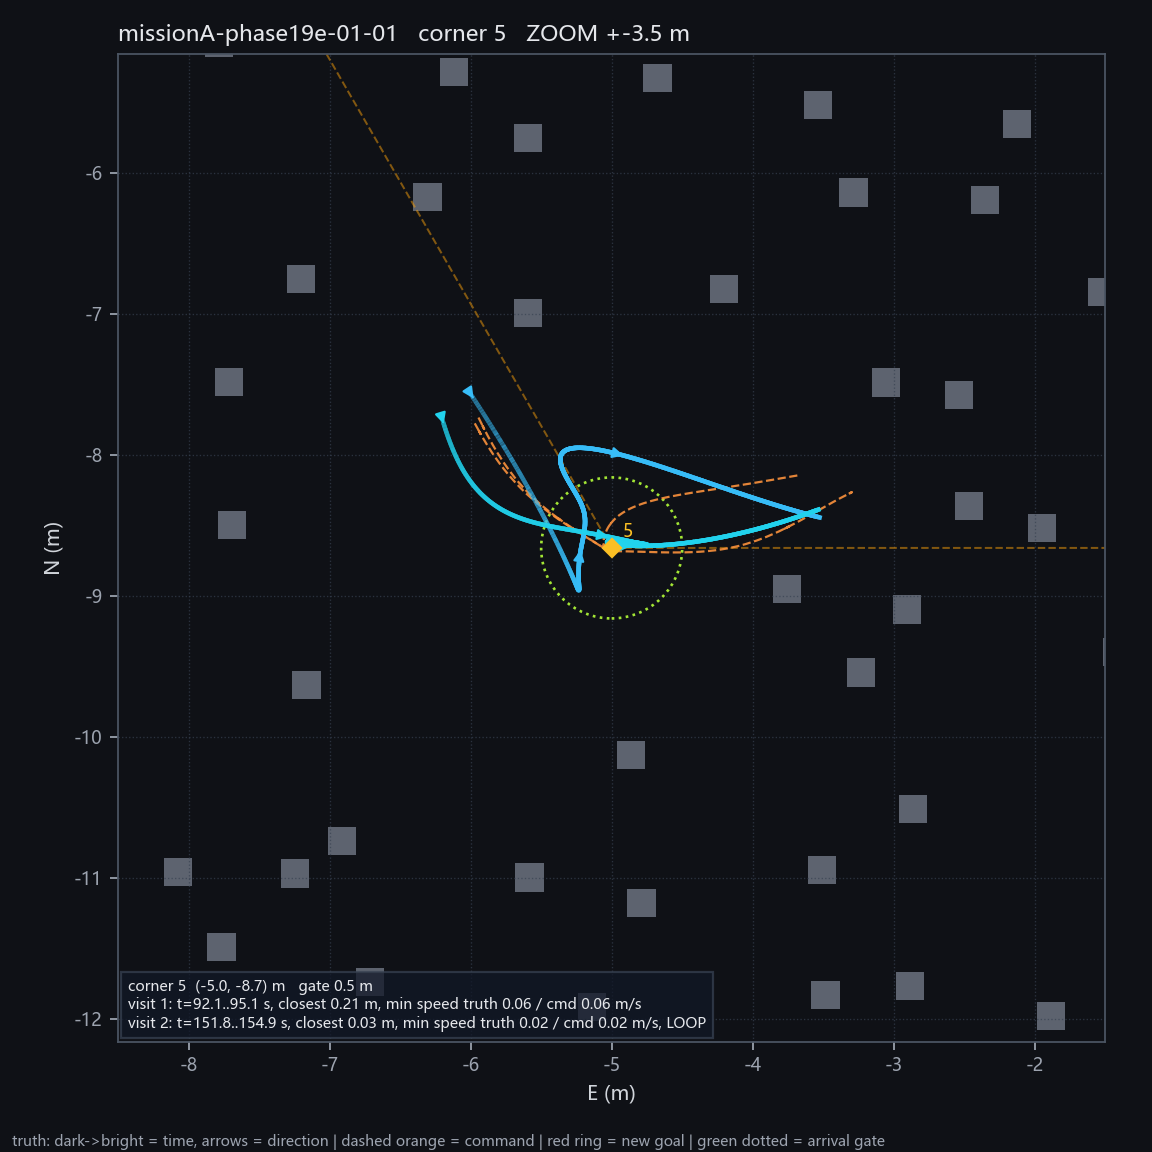 missionA-phase19e-01-01 corner 5 ZOOM +-3.5 m
-6
-7
-8
-9
-10
-11
-12
N (m)
5
corner 5 (-5.0, -8.7) m gate 0.5 m
visit 1: t=92.1..95.1 s, closest 0.21 m, min speed truth 0.06 / cmd 0.06 m/s
visit 2: t=151.8..154.9 s, closest 0.03 m, min speed truth 0.02 / cmd 0.02 m/s, LOOP
-8 -7 -6 -5 -4 -3 -2
E (m)
truth: dark->bright = time, arrows = direction | dashed orange = command | red ring = new goal | green dotted = arrival gate